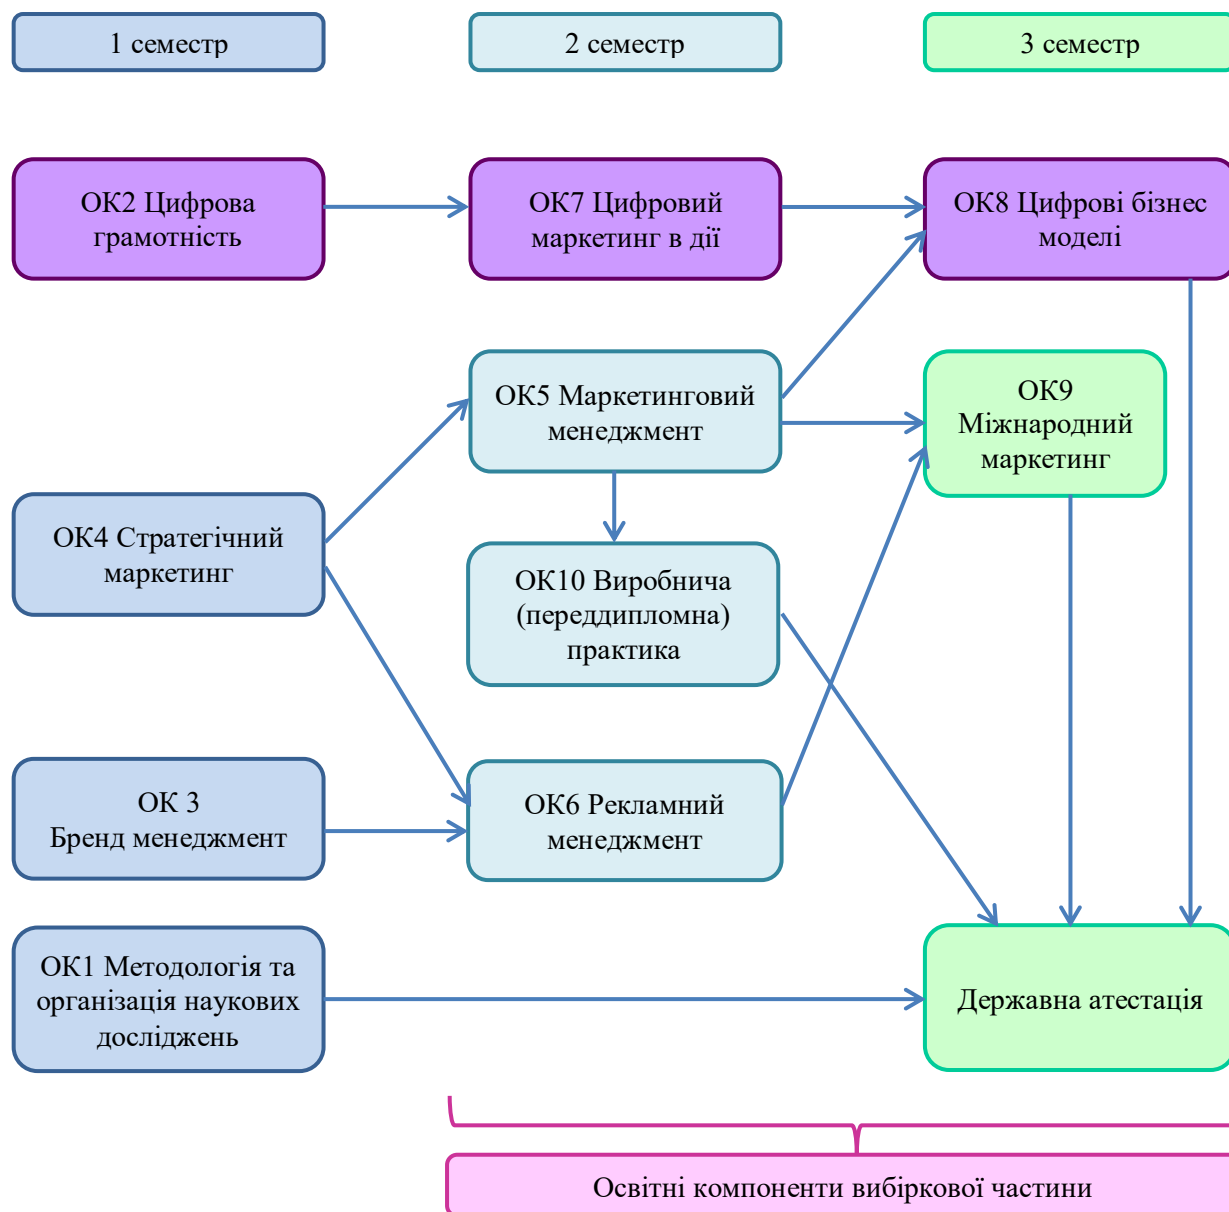 1 семестр
2 семестр
3 семестр
ОК2 Цифрова
грамотність
ОК7 Цифровий
маркетинг в дії
ОК8 Цифрові бізнес
моделі
ОК5 Маркетинговий
менеджмент
ОК9
Міжнародний
маркетинг
ОК4 Стратегічний
маркетинг
ОК10 Виробнича
(переддипломна)
практика
ОК 3
Бренд менеджмент
ОК6 Рекламний
менеджмент
ОК1 Методологія та
організація наукових
досліджень
Державна атестація
Освітні компоненти вибіркової частини